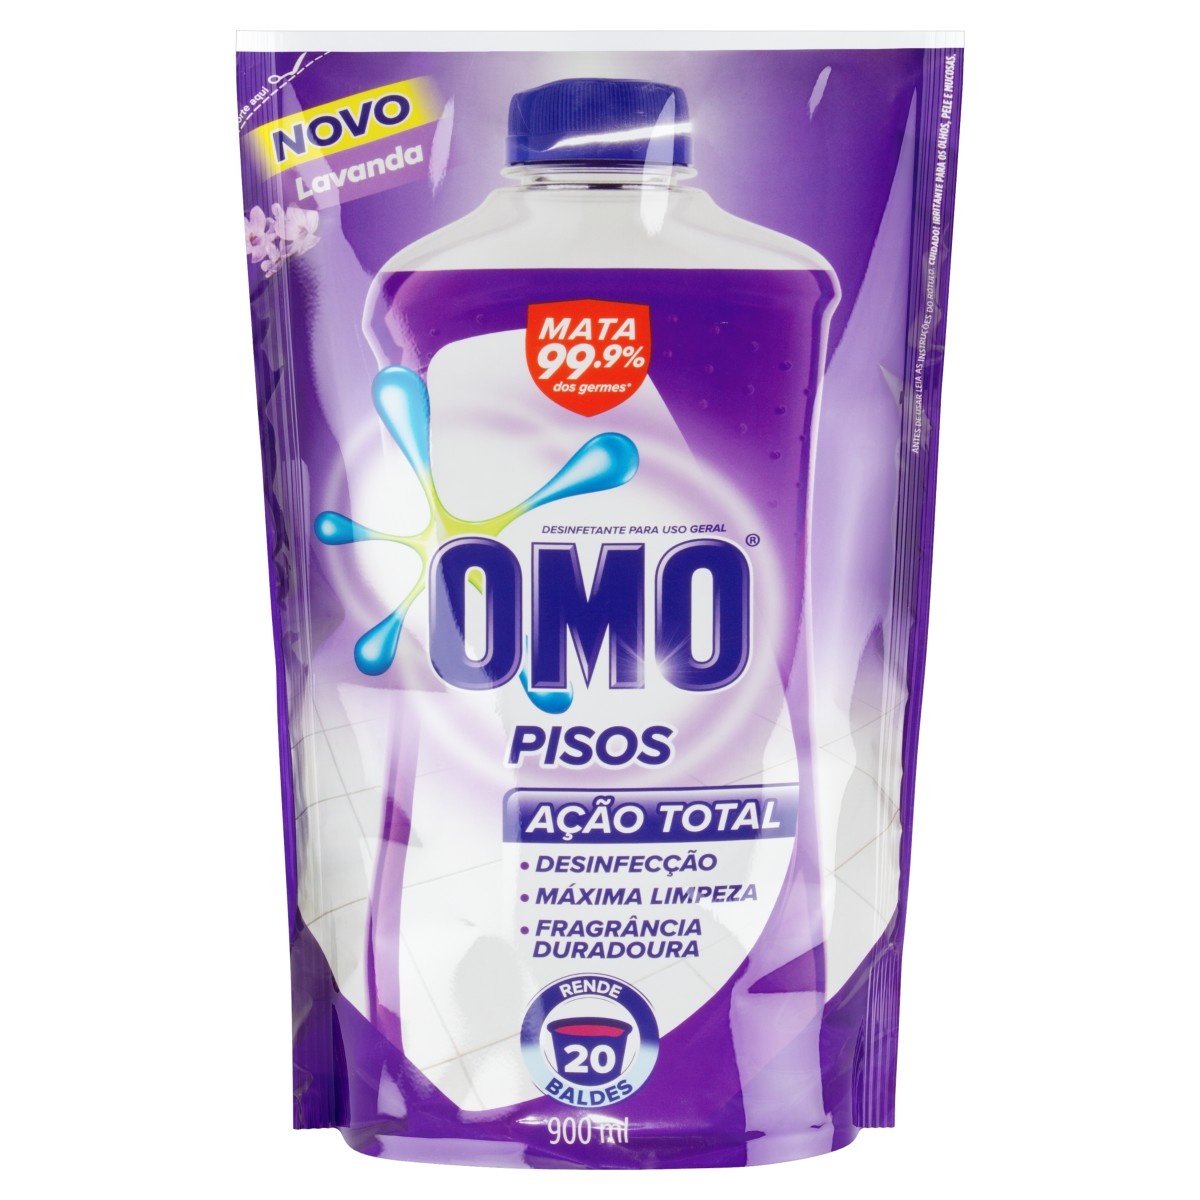 orte aqui
NOVO
Lavanda
MATA
99.9%
dos germes*
DESINFETANTE PARA USO GERAL
OMO®
PISOS
AÇÃO TOTAL
• DESINFECÇÃO
• MÁXIMA LIMPEZA
• FRAGRÂNCIA
DURADOURA
RENDE
20
BALDES
900 ml
ANTES DE USAR LEIA AS INSTRUÇÕES DO RÓTULO. CUIDADO! IRRITANTE PARA OS OLHOS, PELE E MUCOSAS.